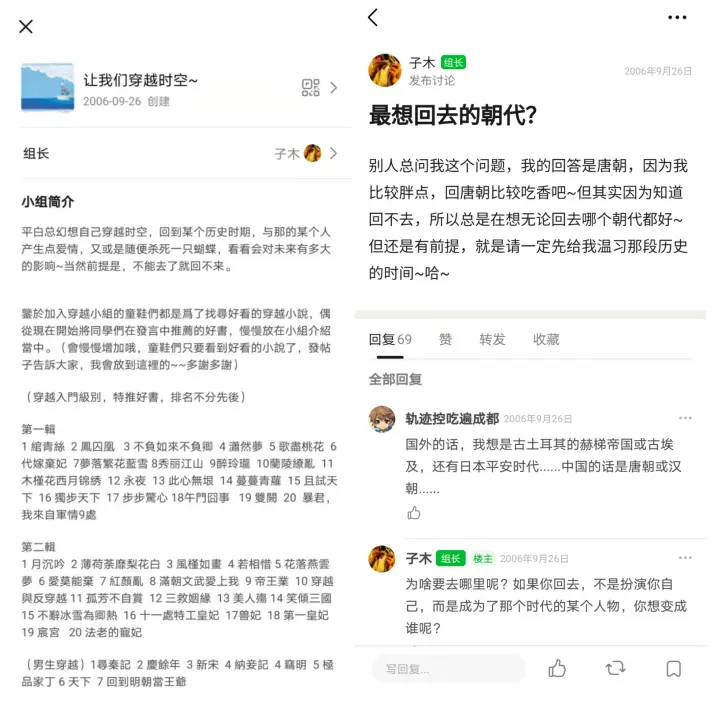 让我们穿越时空~
2006-09-26 创建
组长
子木
小组简介
平白总幻想自己穿越时空，回到某个历史时期，与那的某个人
产生点爱情，又或是随便杀死一只蝴蝶，看看会对未来有多大
的影响~当然前提是，不能去了就回不来。
鑒於加入穿越小組的童鞋們都是爲了找尋好看的穿越小說，偶
從現在開始將同學們在發言中推薦的好書，慢慢放在小組介紹
當中。（會慢慢增加哦，童鞋們只要看到好看的小說了，發帖
子告訴大家，我會放到這裡的~~多謝多謝）
（穿越入門級別，特推好書，排名不分先後）
第一輯
1 綰青絲 2 鳳囚凰 3 不負如來不負卿 4 瀟然夢 5 歌盡桃花 6
代嫁棄妃 7夢落繁花藍雪 8秀丽江山 9醉玲瓏 10蘭陵繚亂 11
木槿花西月錦绣 12 永夜 13 此心無垠 14 蔓蔓青蘿 15 且試天
下 16 獨步天下 17 步步驚心 18午門囧事 19 雙闕 20 暴君，
我來自軍情9處
第二輯
1 月沉吟 2 薄荷荼靡梨花白 3 風槿如畫 4 若相惜 5 花落燕雲
夢 6 愛莫能棄 7 紅顏亂 8 滿朝文武愛上我 9 帝王業 10 穿越
與反穿越 11 孤芳不自賞 12 三救姻緣 13 美人殤 14 笑傾三國
15 不辭冰雪為卿熱 16 十一處特工皇妃 17獸妃 18 第一皇妃
19 宸宮 20 法老的寵妃
（男生穿越）1尋秦記 2 慶餘年 3 新宋 4 納妾記 4 竊明 5 極
品家丁 6 天下 7 回到明朝當王爺
子木 组长
发布讨论
2006年9月26日
最想回去的朝代？
别人总问我这个问题，我的回答是唐朝，因为我
比较胖点，回唐朝比较吃香吧~但其实因为知道
回不去，所以总是在想无论回去哪个朝代都好~
但还是有前提，就是请一定先给我温习那段历史
的时间~哈~
回复 69 赞 转发 收藏
全部回复
轨迹控吃遍成都 2006年9月26日
国外的话，我想是古土耳其的赫梯帝国或古埃
及，还有日本平安时代......中国的话是唐朝或汉
朝......
子木 组长 楼主 2006年9月26日
为啥要去哪里呢？如果你回去，不是扮演你自
己，而是成为了那个时代的某个人物，你想变成
谁呢？
写回复...